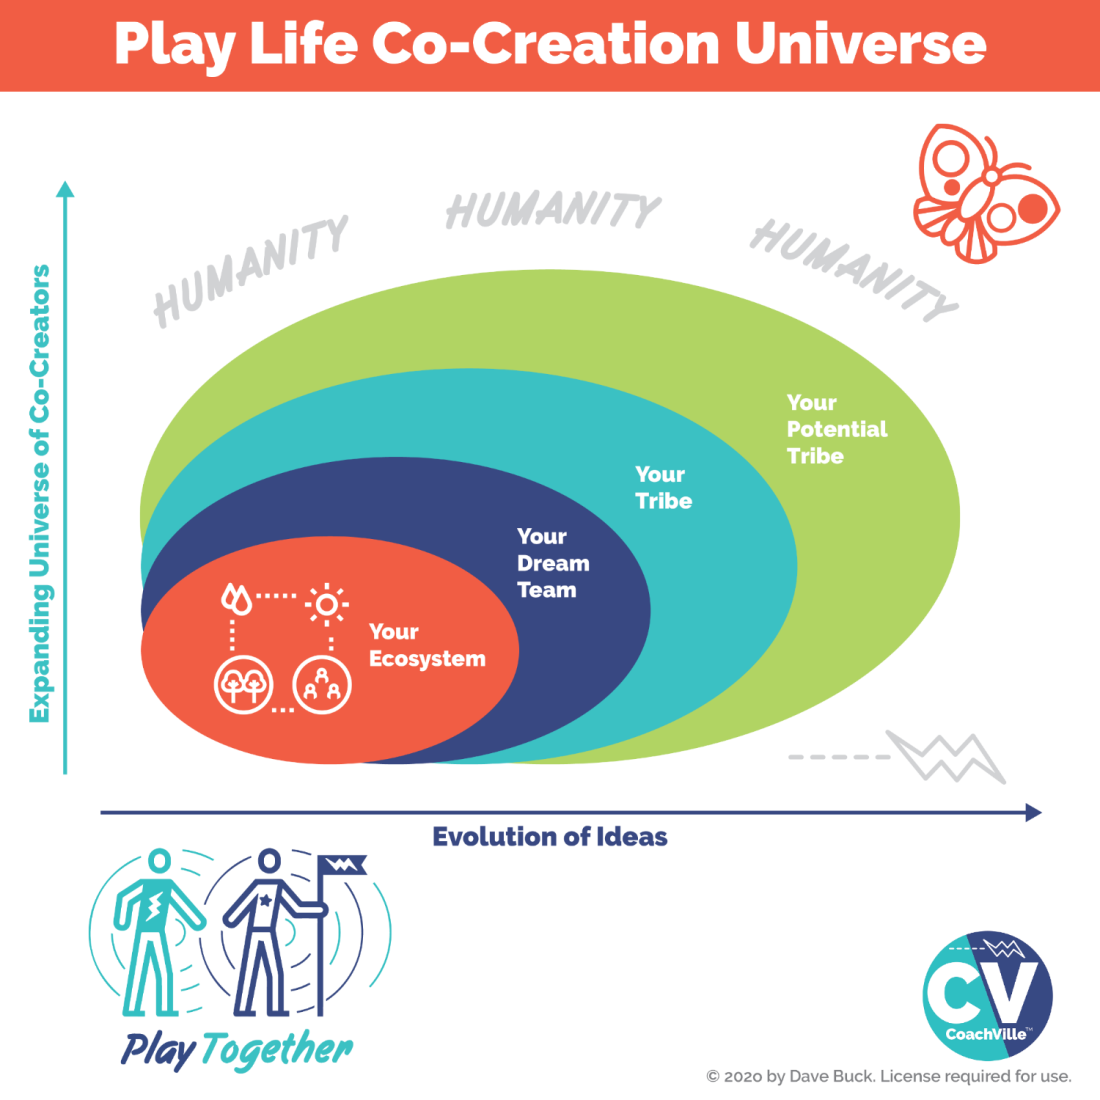 Play Life Co-Creation Universe
HUMANITY
HUMANITY
HUMANITY
Expanding Universe of Co-Creators
Your
Potential
Tribe
Your
Tribe
Your
Dream
Team
Your
Ecosystem
Evolution of Ideas
Play Together
CV
CoachVille™
© 2020 by Dave Buck. License required for use.